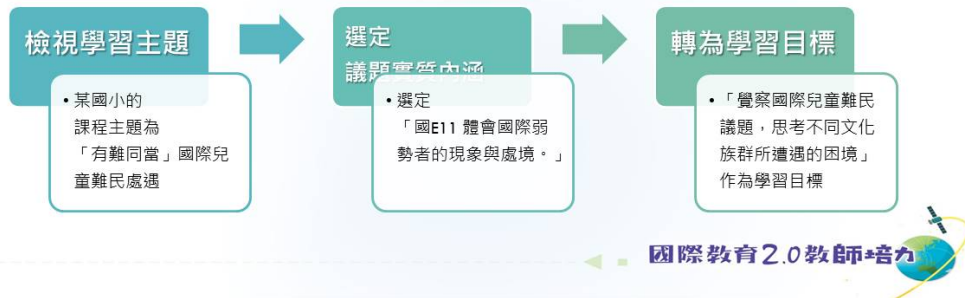 檢視學習主題
• 某國小的
課程主題為
「有難同當」國際兒
童難民處遇
選定
議題實質內涵
• 選定
「國E11 體會國際弱
勢者的現象與處境。」
轉為學習目標
• 「覺察國際兒童難民
議題，思考不同文化
族群所遭遇的困境」
作為學習目標
國際教育2.0教師培力